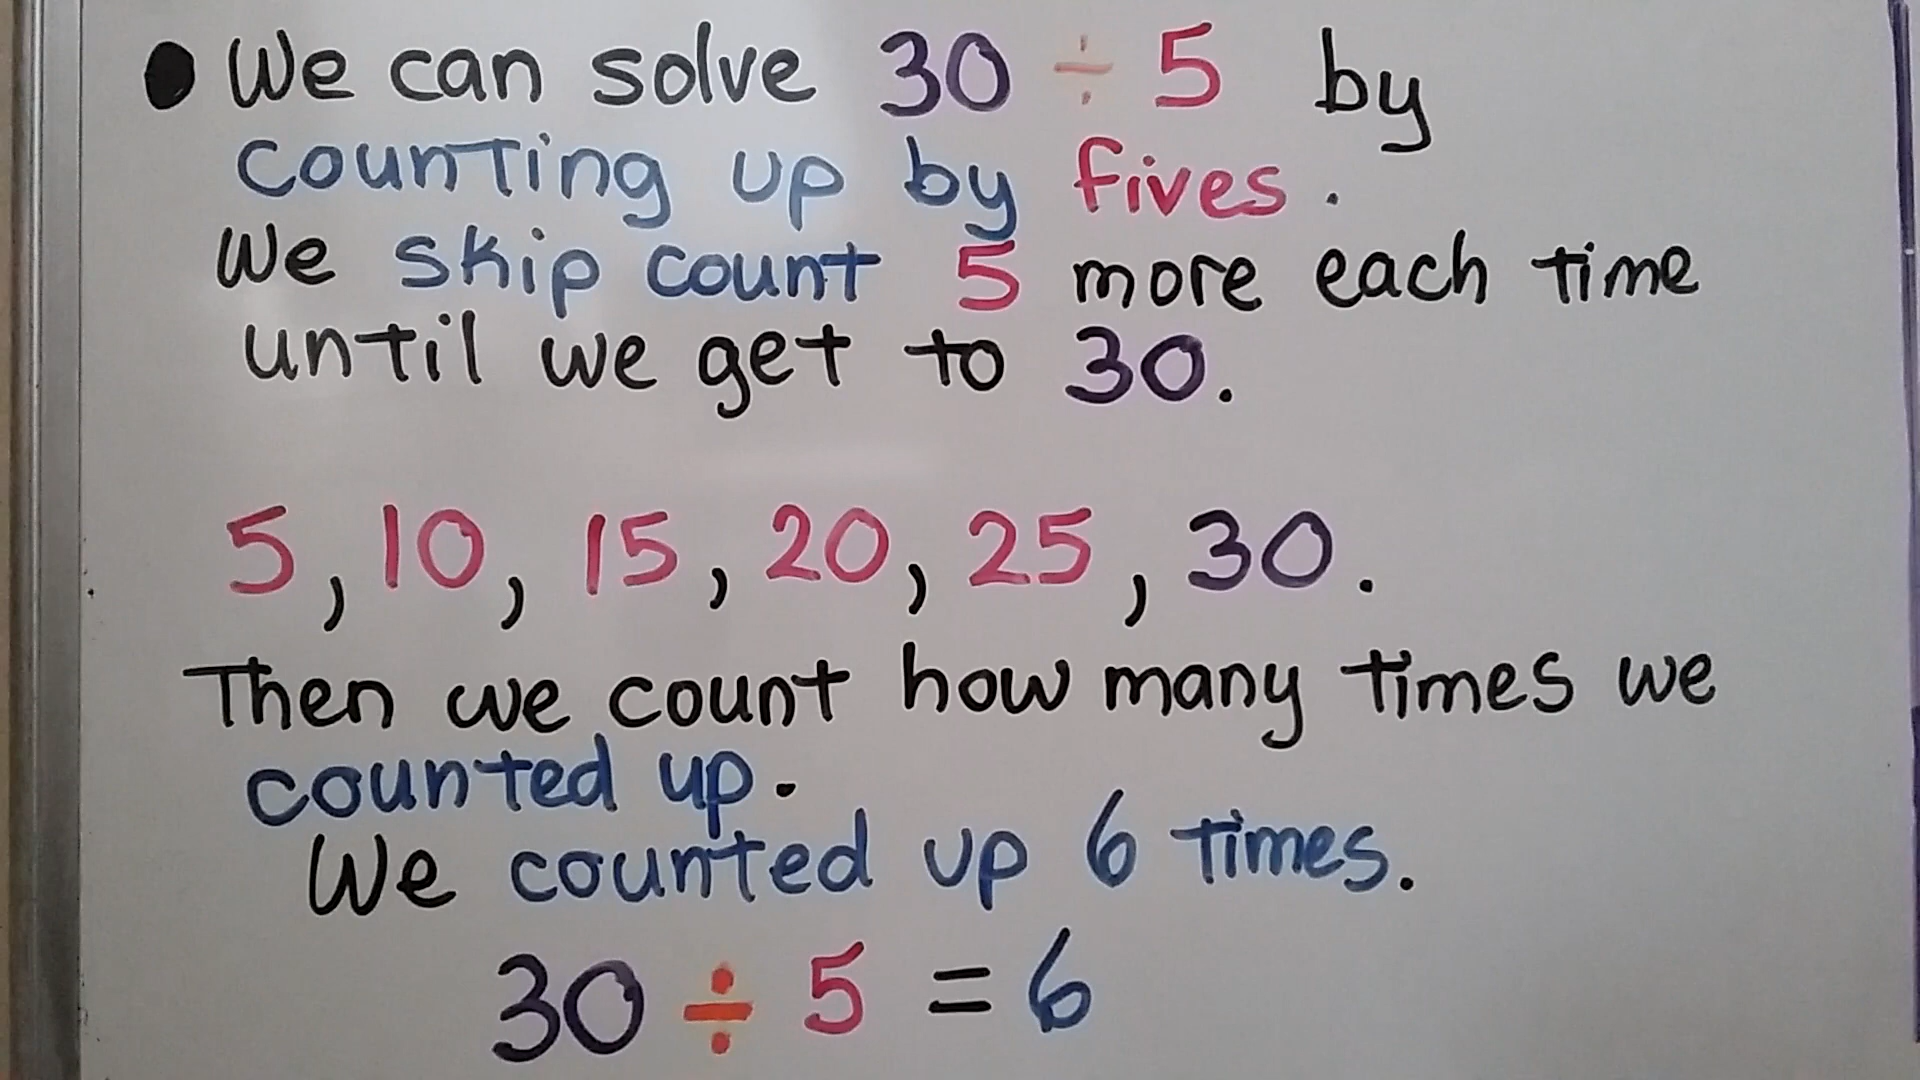 ● We can solve 30 ÷ 5 by
counting up by fives.
We skip count 5 more each time
until we get to 30.
5, 10, 15, 20, 25, 30.
Then we count how many times we
counted up.
We counted up 6 times.
30 ÷ 5 = 6